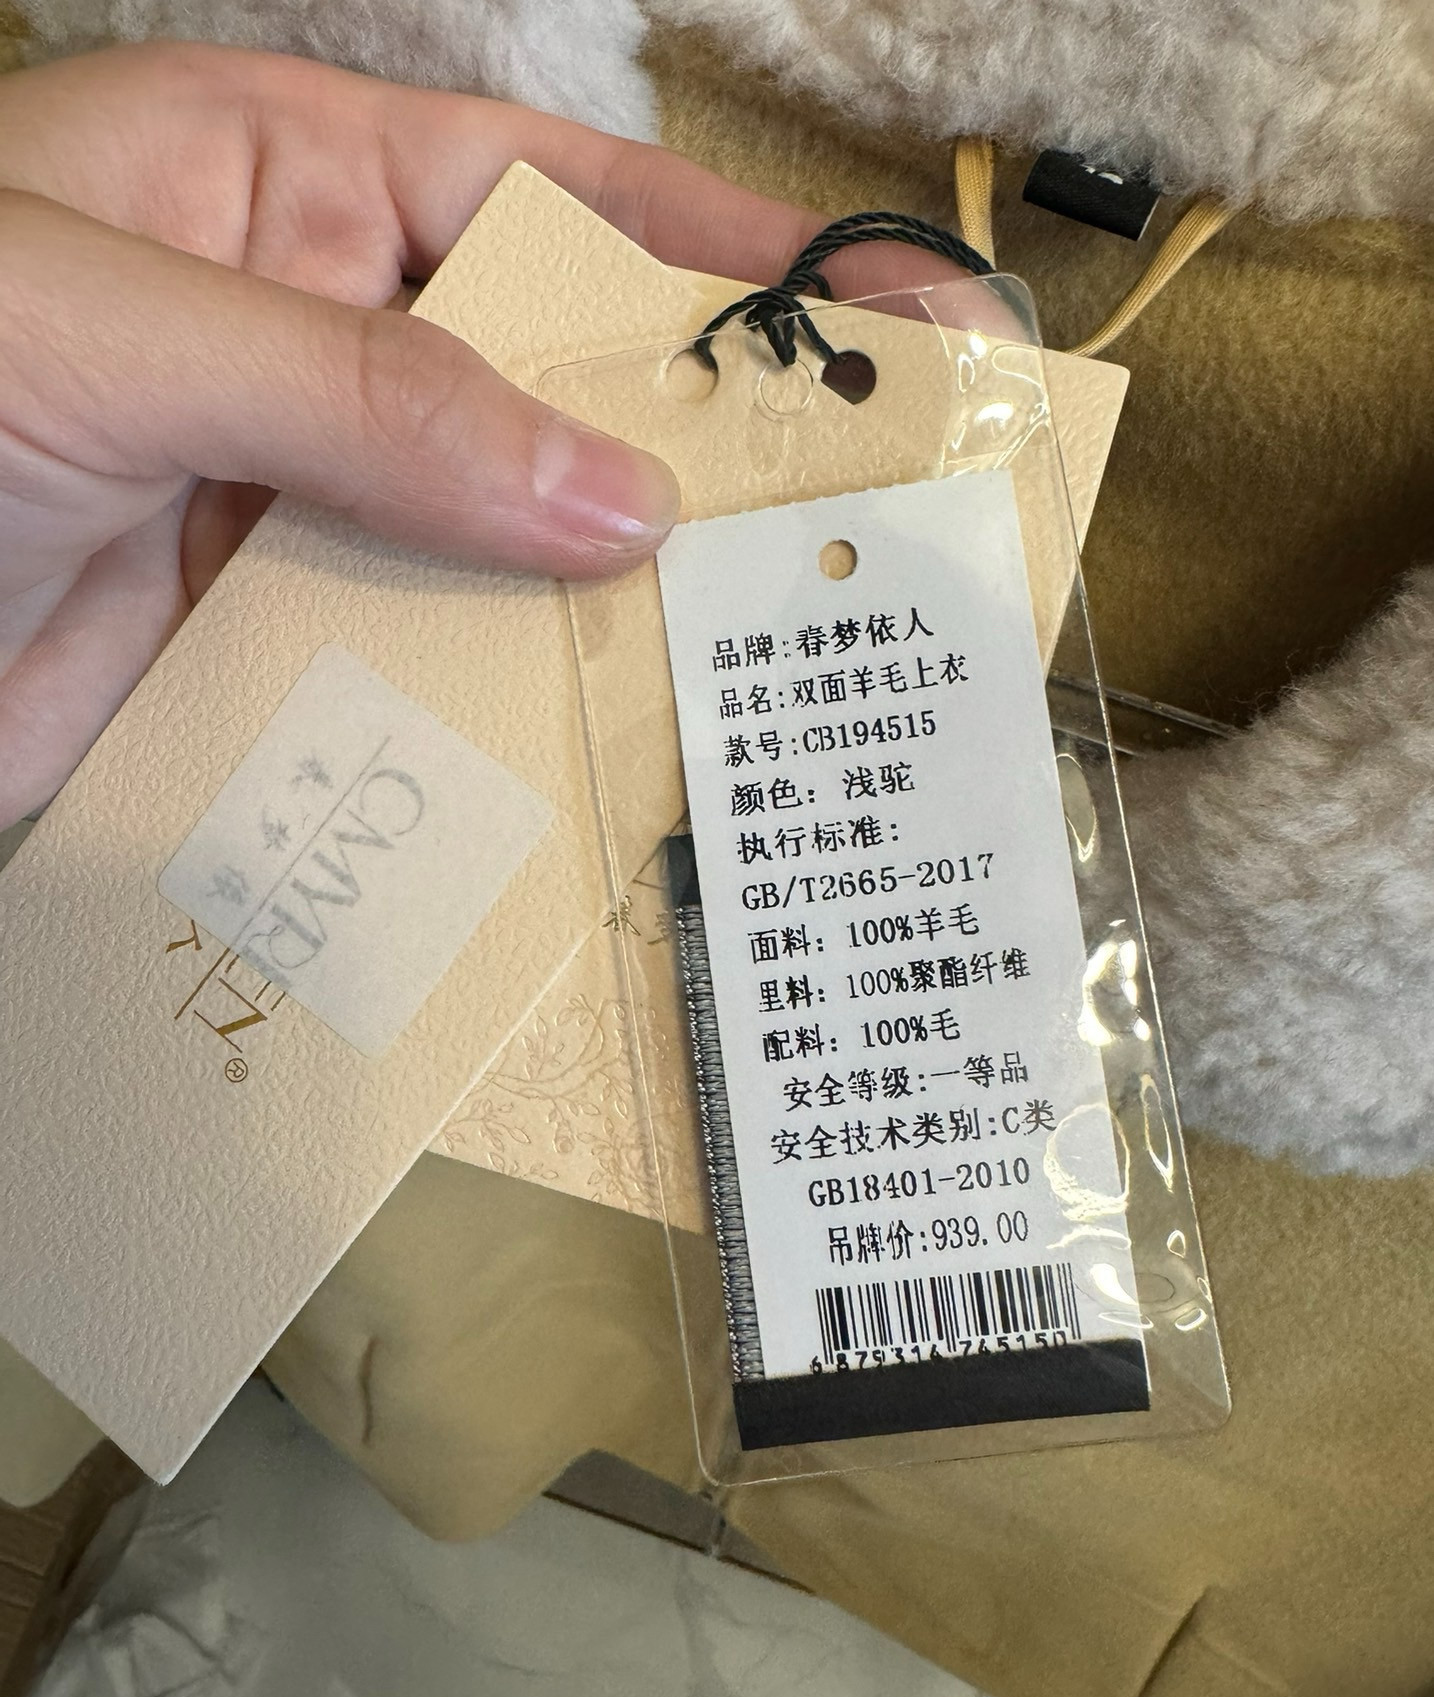 品牌:春梦依人
品名:双面羊毛上衣
款号:CB194515
颜色: 浅驼
执行标准:
GB/T2665-2017
面料: 100%羊毛
里料: 100%聚酯纤维
配料: 100%毛
安全等级:一等品
安全技术类别:C类
GB18401-2010
吊牌价:939.00
6 875314 745150
CMYR
®